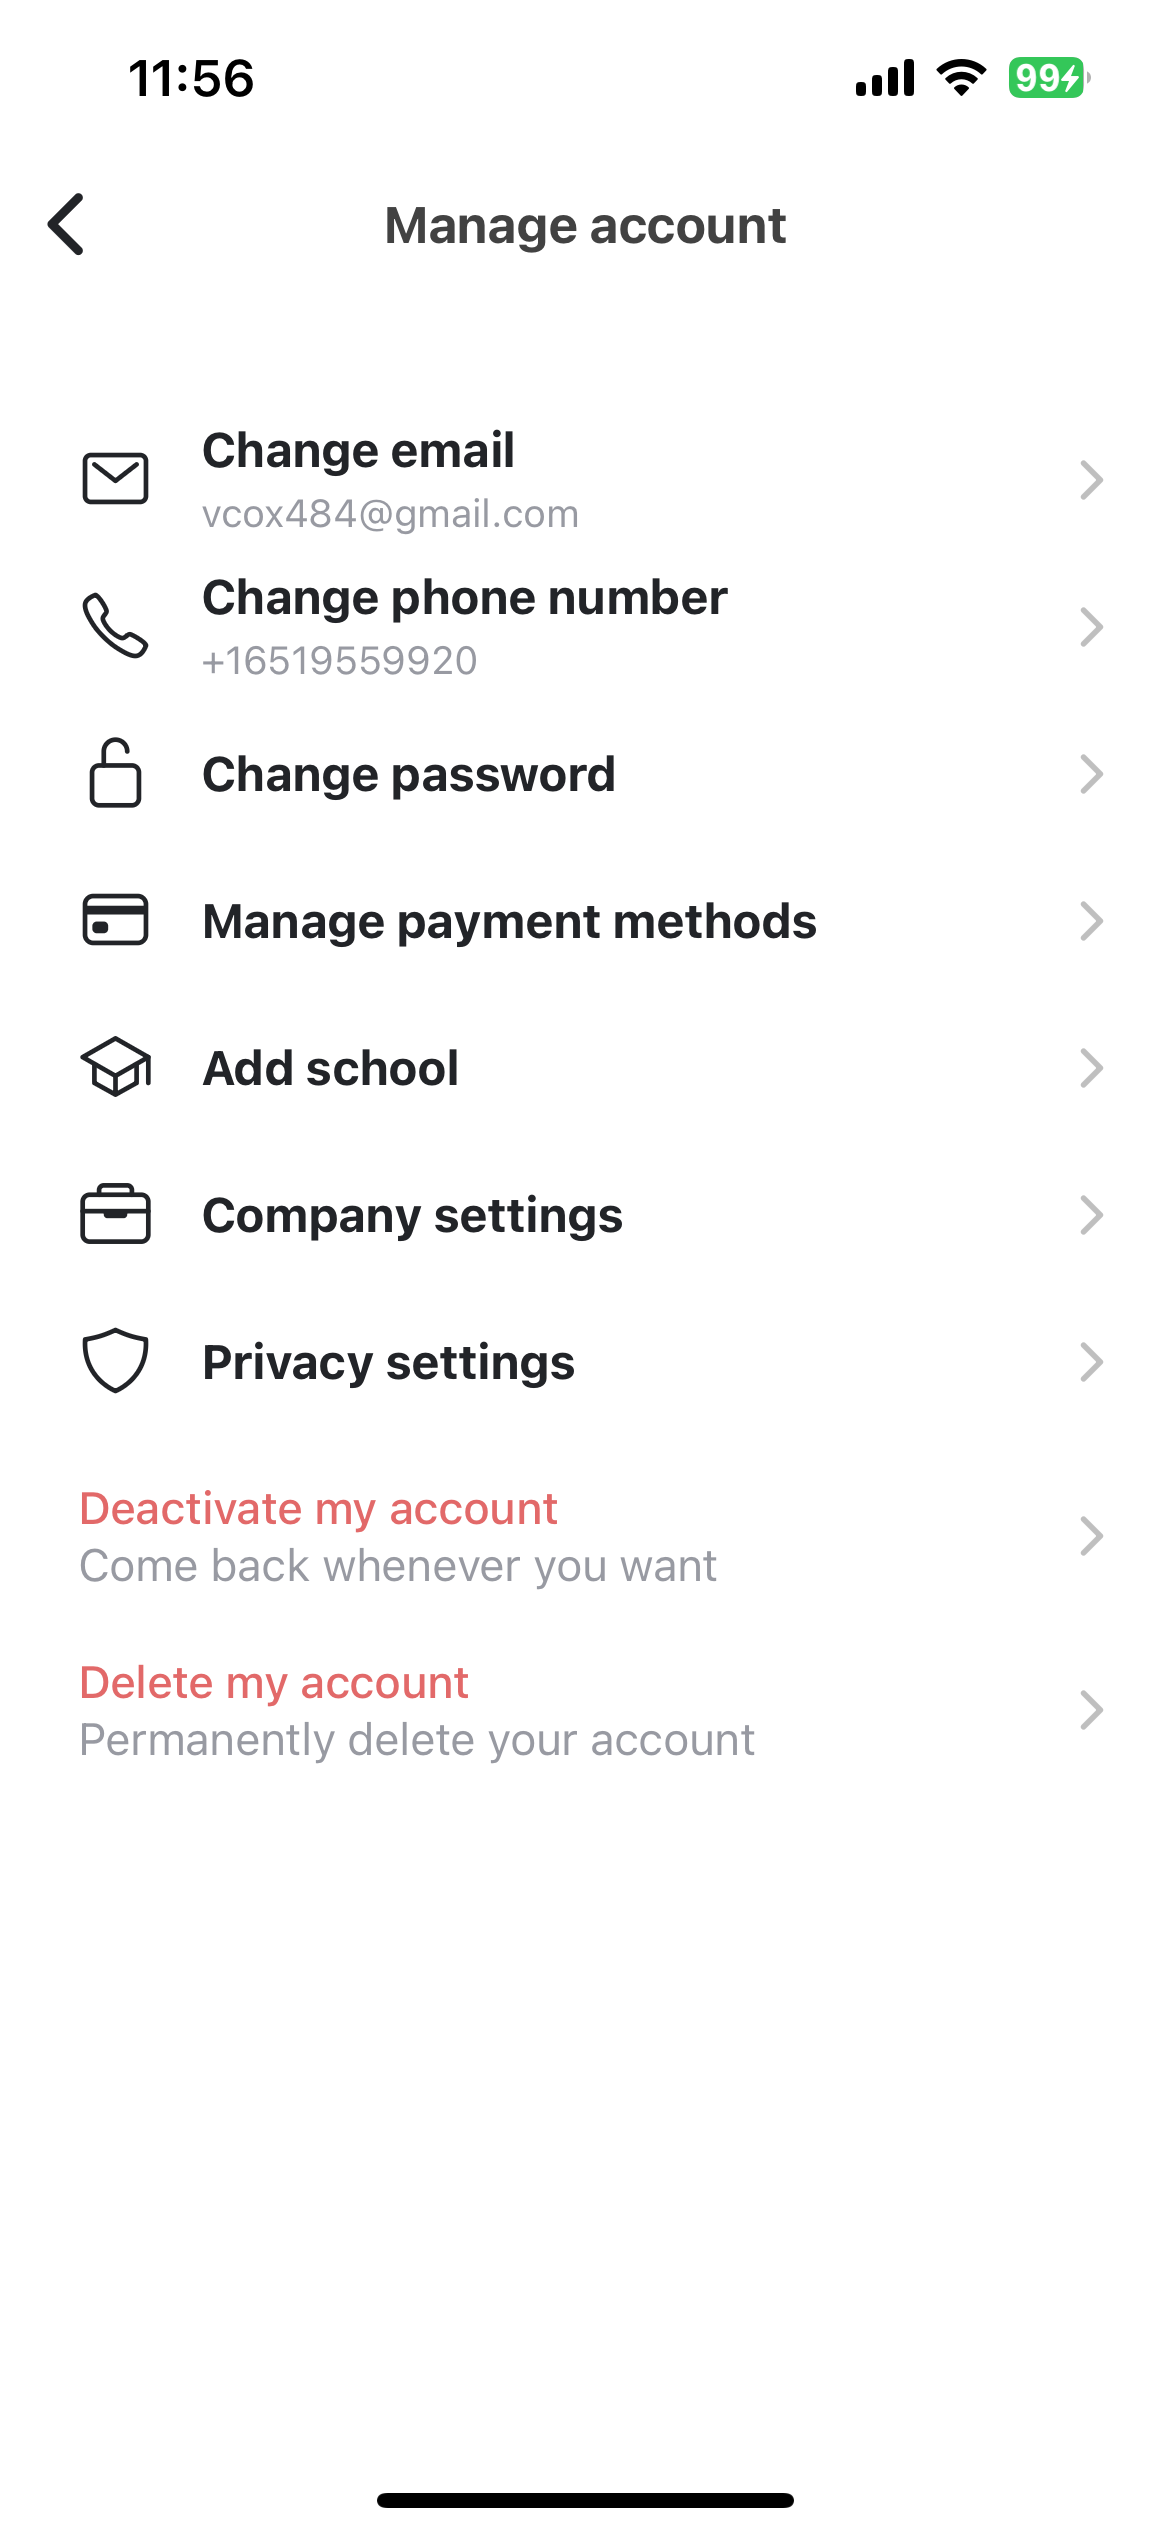 11:56
99
Manage account
Change email
vcox484@gmail.com
Change phone number
+16519559920
Change password
Manage payment methods
Add school
Company settings
Privacy settings
Deactivate my account
Come back whenever you want
Delete my account
Permanently delete your account